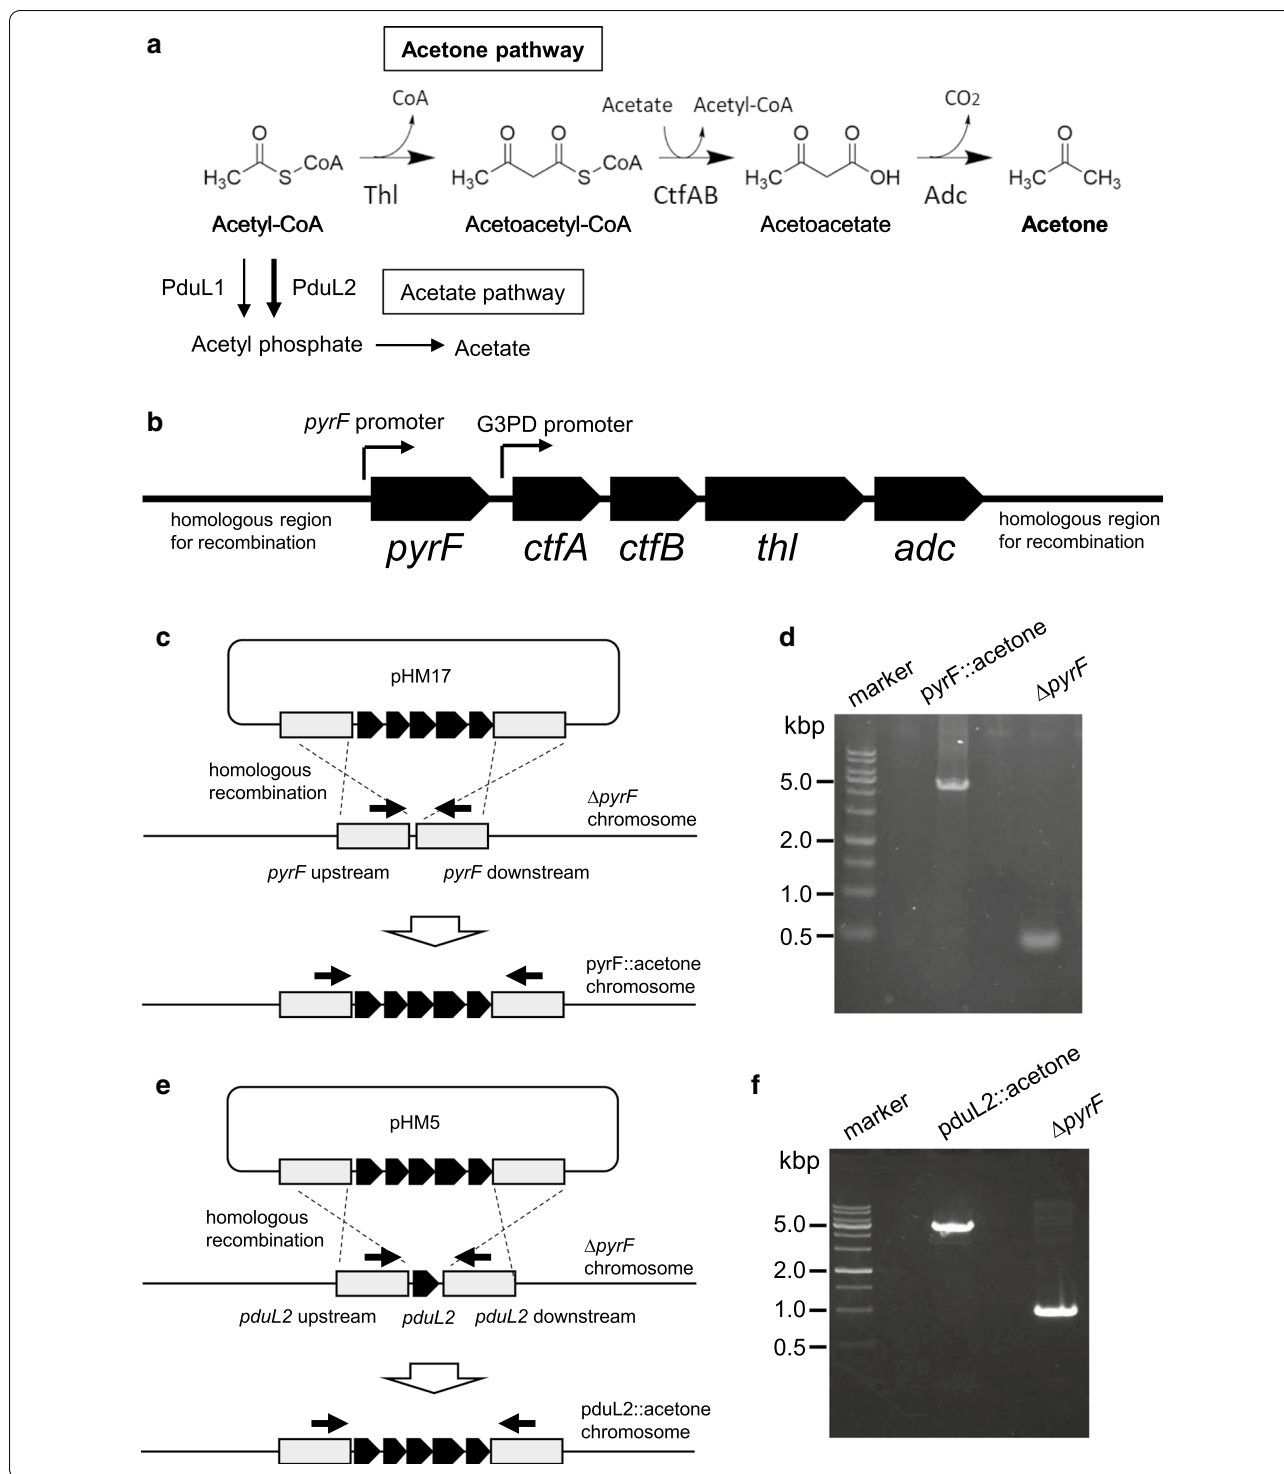 a
Acetone pathway
CoA
Acetate
Acetyl-CoA
CO2
O
O
O
O
O
O
H3C
S
CoA
H3C
S
CoA
H3C
OH
H3C
CH3
Thl
CtfAB
Adc
Acetyl-CoA
Acetoacetyl-CoA
Acetoacetate
Acetone
PduL1
PduL2
Acetate pathway
Acetyl phosphate
Acetate
b
pyrF promoter
G3PD promoter
homologous region
for recombination
pyrF
ctfA
ctfB
thl
adc
homologous region
for recombination
c
pHM17
homologous
recombination
ΔpyrF
chromosome
pyrF upstream
pyrF downstream
pyrF::acetone
chromosome
d
marker
pyrF::acetone
ΔpyrF
kbp
5.0
2.0
1.0
0.5
e
pHM5
homologous
recombination
ΔpyrF
chromosome
pduL2 upstream
pduL2
pduL2 downstream
pduL2::acetone
chromosome
f
marker
pduL2::acetone
ΔpyrF
kbp
5.0
2.0
1.0
0.5